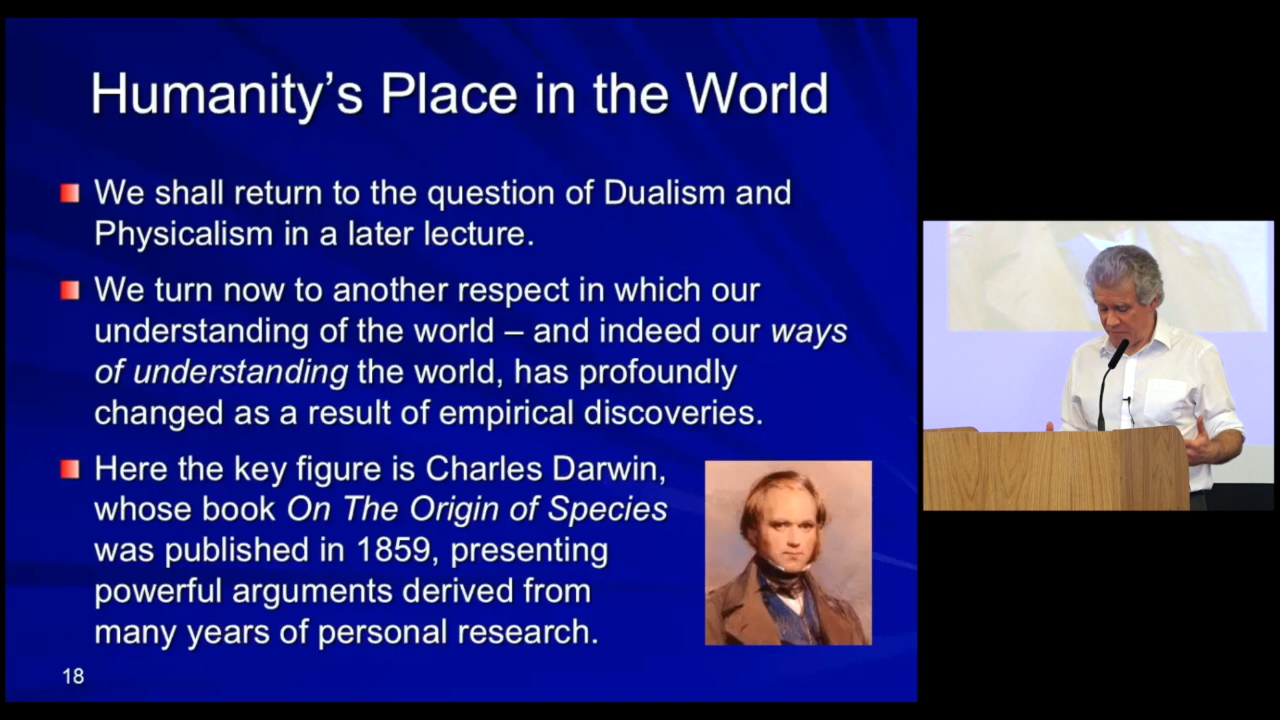 Humanity’s Place in the World
We shall return to the question of Dualism and
Physicalism in a later lecture.
We turn now to another respect in which our
understanding of the world – and indeed our ways
of understanding the world, has profoundly
changed as a result of empirical discoveries.
Here the key figure is Charles Darwin,
whose book On The Origin of Species
was published in 1859, presenting
powerful arguments derived from
many years of personal research.
18